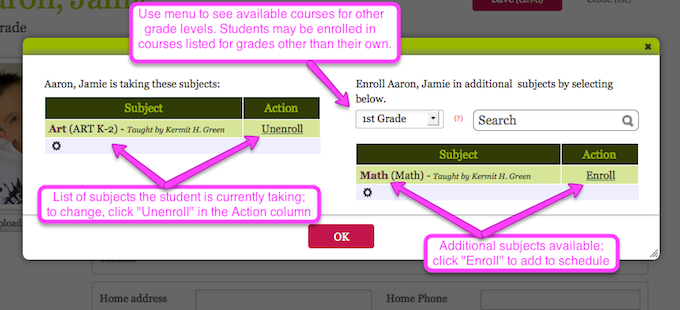 Aaron, Jamie
Grade
Save (ctrl-s)
Close (esc)
Use menu to see available courses for other
grade levels. Students may be enrolled in
courses listed for grades other than their own.
Aaron, Jamie is taking these subjects:
Subject Action
Art (ART K-2) - Taught by Kermit H. Green Unenroll
List of subjects the student is currently taking;
to change, click "Unenroll" in the Action column
Enroll Aaron, Jamie in additional subjects by selecting
below.
1st Grade (?) Search
Subject Action
Math (Math) - Taught by Kermit H. Green Enroll
Additional subjects available;
click "Enroll" to add to schedule
OK
Home address Home Phone